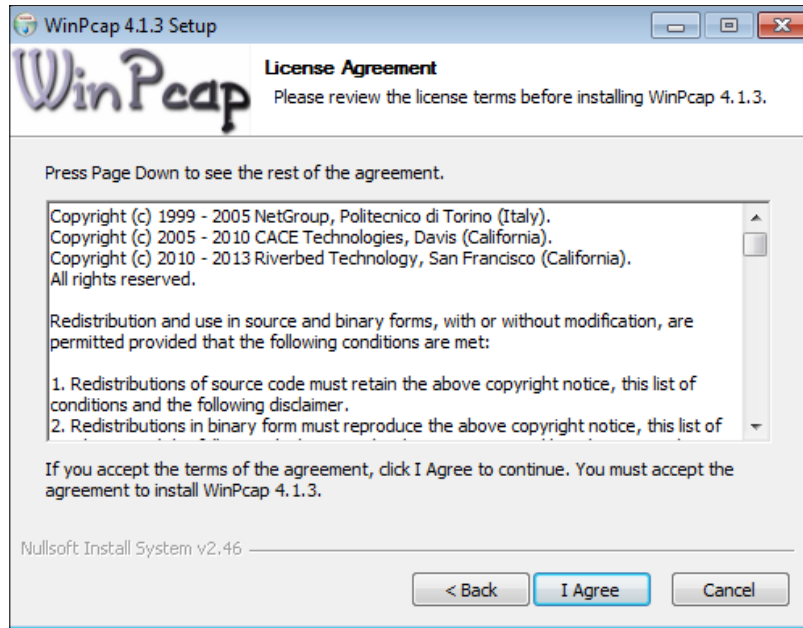 WinPcap 4.1.3 Setup
WinPcap
License Agreement
Please review the license terms before installing WinPcap 4.1.3.
Press Page Down to see the rest of the agreement.
Copyright (c) 1999 - 2005 NetGroup, Politecnico di Torino (Italy).
Copyright (c) 2005 - 2010 CACE Technologies, Davis (California).
Copyright (c) 2010 - 2013 Riverbed Technology, San Francisco (California).
All rights reserved.
Redistribution and use in source and binary forms, with or without modification, are
permitted provided that the following conditions are met:
1. Redistributions of source code must retain the above copyright notice, this list of
conditions and the following disclaimer.
2. Redistributions in binary form must reproduce the above copyright notice, this list of
If you accept the terms of the agreement, click I Agree to continue. You must accept the
agreement to install WinPcap 4.1.3.
Nullsoft Install System v2.46
< Back
I Agree
Cancel